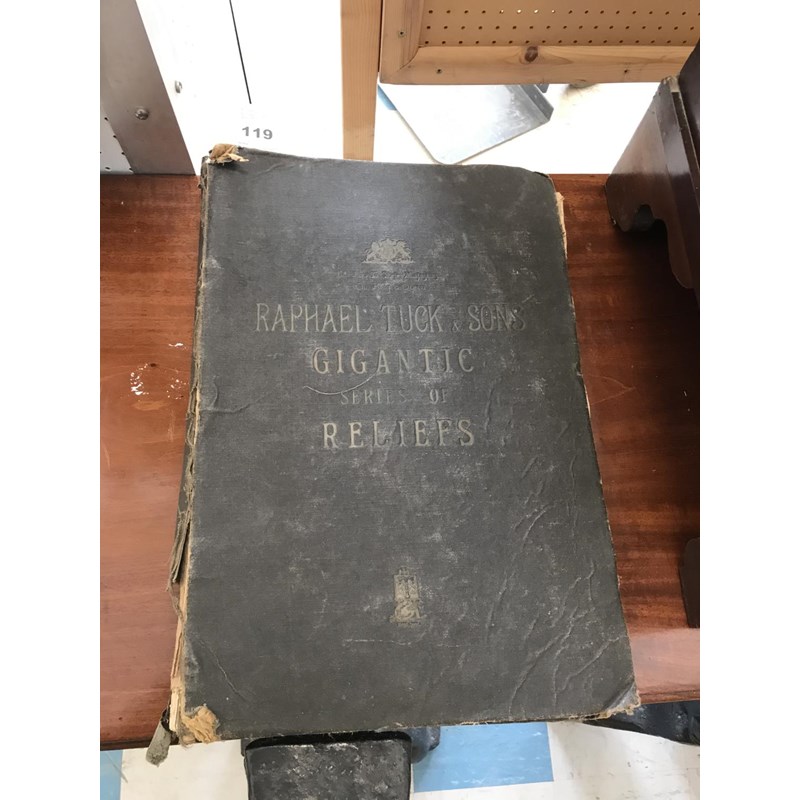 119
RAPHAEL TUCK & SONS
GIGANTIC
SERIES OF
RELIEFS